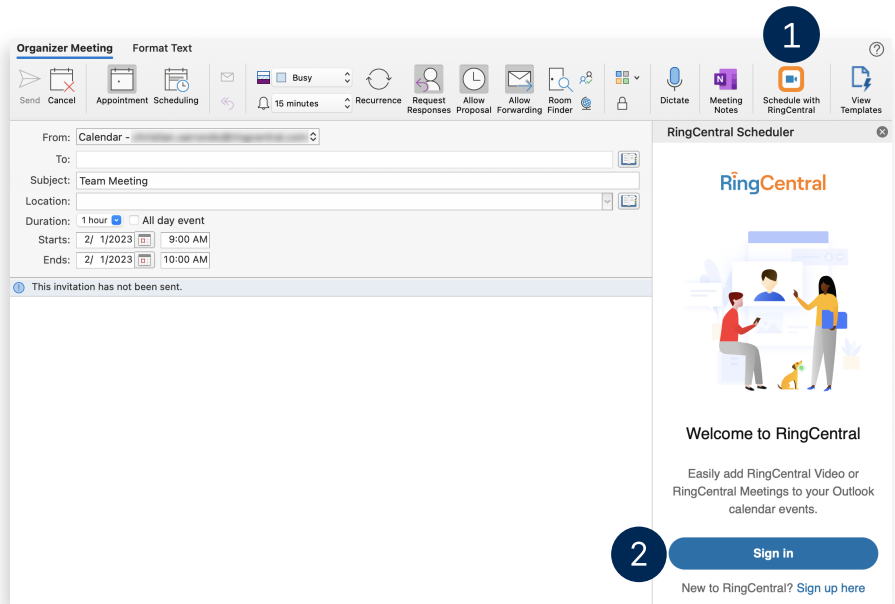 1
Organizer Meeting Format Text
Busy
15 minutes
Send Cancel Appointment Scheduling Recurrence Request Responses Allow Proposal Allow Forwarding Room Finder Dictate Meeting Notes Schedule with RingCentral View Templates
From: Calendar -
To:
Subject: Team Meeting
Location:
Duration: 1 hour All day event
Starts: 2/ 1/2023 9:00 AM
Ends: 2/ 1/2023 10:00 AM
This invitation has not been sent.
RingCentral Scheduler
RingCentral
Welcome to RingCentral
Easily add RingCentral Video or
RingCentral Meetings to your Outlook
calendar events.
2
Sign in
New to RingCentral? Sign up here